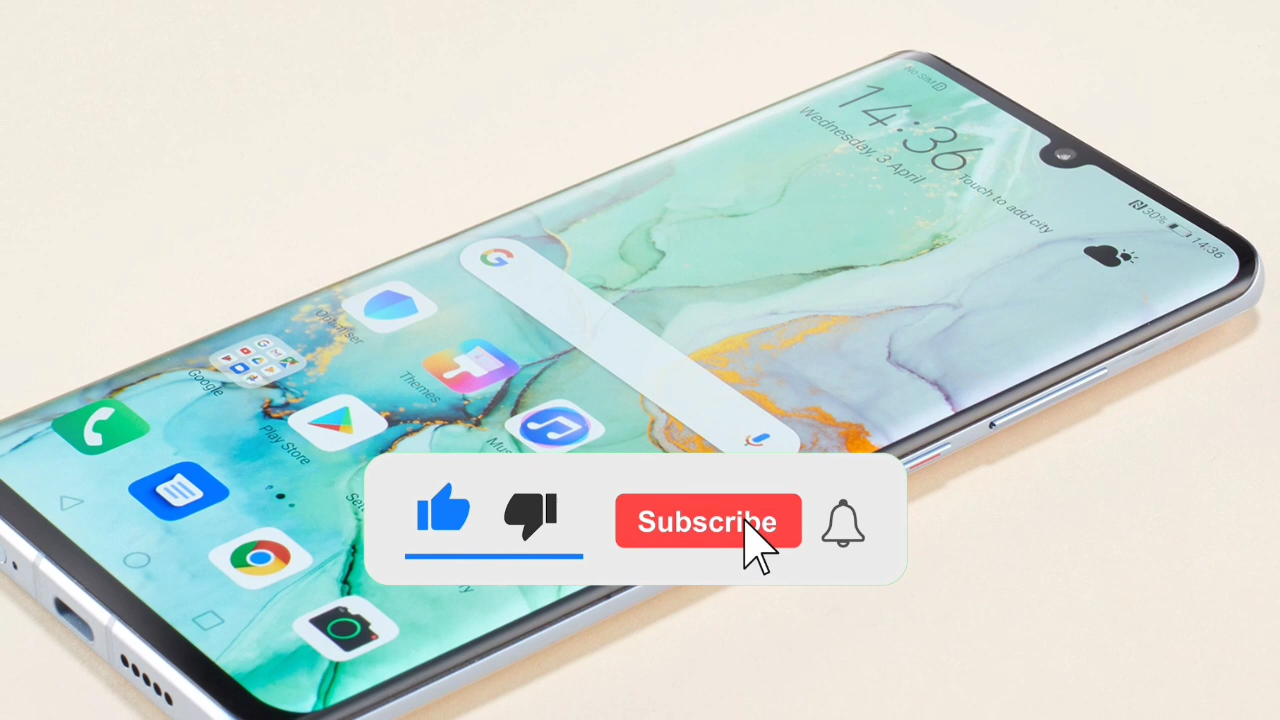 No SIM
14:36
Wednesday, 3 April
Touch to add city
30%
14:36
Optimiser
Google
Themes
Play Store
Subscribe